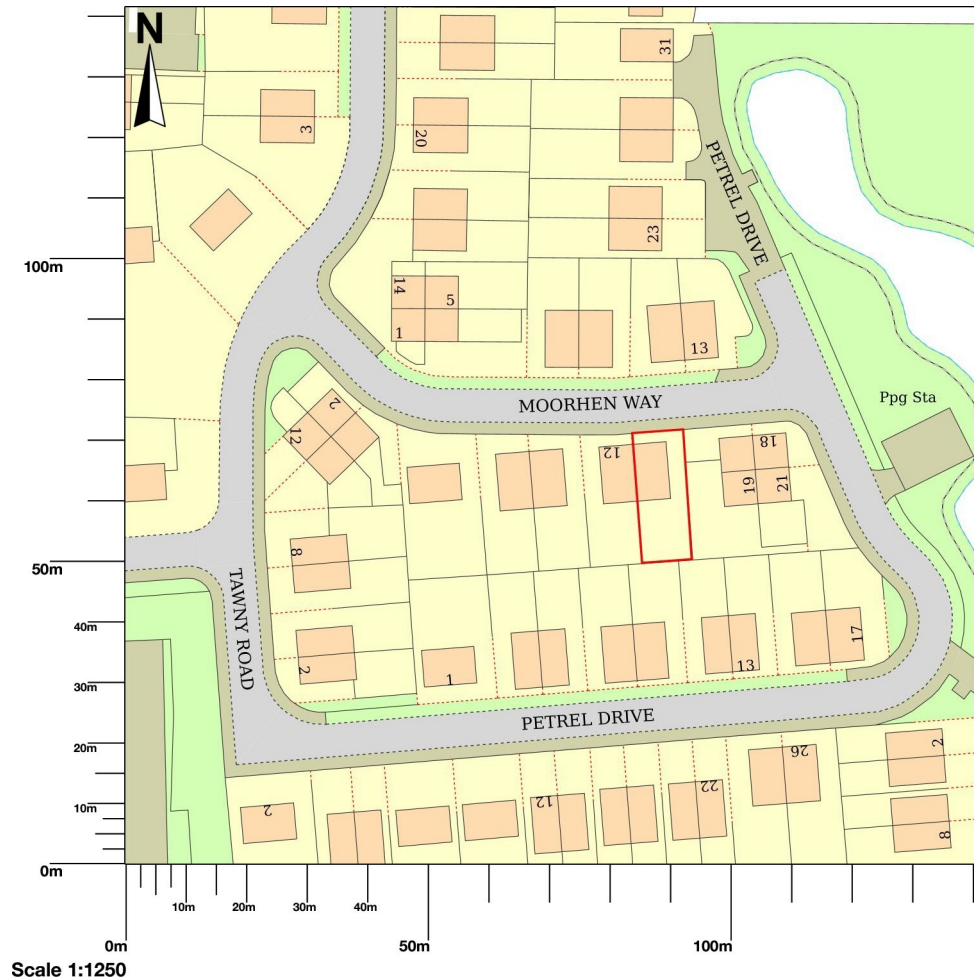 N
31
3
20
PETREL DRIVE
23
100m
14
5
1
13
MOORHEN WAY
Ppg Sta
2
12
12
18
19
21
8
50m
TAWNY ROAD
40m
2
1
13
17
30m
PETREL DRIVE
20m
26
2
10m
2
12
22
8
0m
10m
20m
30m
40m
0m
50m
100m
Scale 1:1250